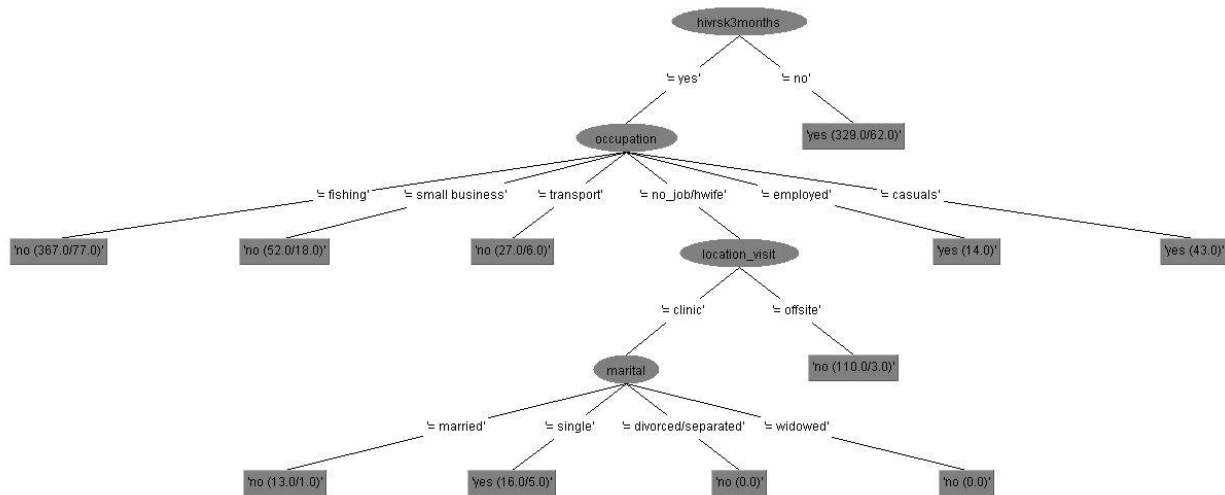 hivrsk3months
'= yes'
'= no'
occupation
'yes (329.0/62.0)'
'= fishing'
'= small business'
'= transport'
'= no_job/hwife'
'= employed'
'= casuals'
'no (367.0/77.0)'
'no (52.0/18.0)'
'no (27.0/6.0)'
location_visit
'yes (14.0)'
'yes (43.0)'
'= clinic'
'= offsite'
marital
'no (110.0/3.0)'
'= married'
'= single'
'= divorced/separated'
'= widowed'
'no (13.0/1.0)'
'yes (16.0/5.0)'
'no (0.0)'
'no (0.0)'